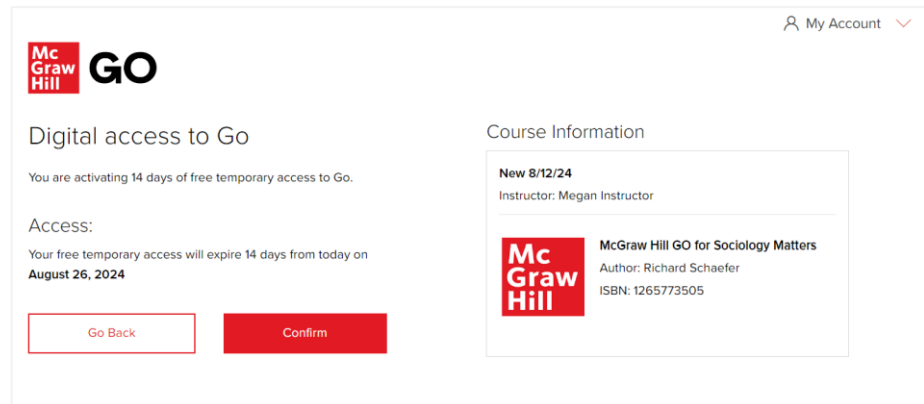 My Account
Mc
Graw
Hill
GO
Digital access to Go
You are activating 14 days of free temporary access to Go.
Access:
Your free temporary access will expire 14 days from today on
August 26, 2024
Go Back
Confirm
Course Information
New 8/12/24
Instructor: Megan Instructor
Mc
Graw
Hill
McGraw Hill GO for Sociology Matters
Author: Richard Schaefer
ISBN: 1265773505